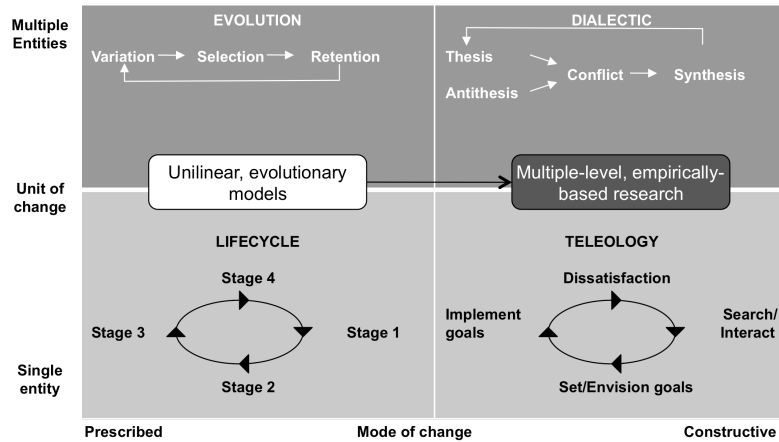 Multiple
Entities
EVOLUTION
Variation
Selection
Retention
DIALECTIC
Thesis
Antithesis
Conflict
Synthesis
Unit of
change
Unilinear, evolutionary
models
Multiple-level, empirically-
based research
LIFECYCLE
Stage 4
Stage 3
Stage 1
Stage 2
TELEOLOGY
Dissatisfaction
Implement
goals
Search/
Interact
Set/Envision goals
Single
entity
Prescribed
Mode of change
Constructive